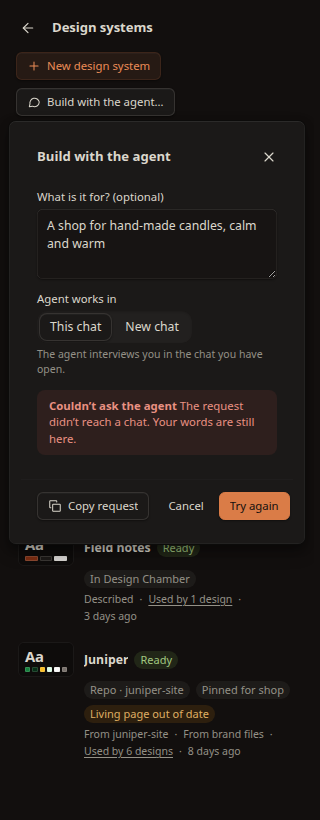 Design systems
New design system
Build with the agent...
Build with the agent
What is it for? (optional)
A shop for hand-made candles, calm
and warm
Agent works in
This chat
New chat
The agent interviews you in the chat you have
open.
Couldn't ask the agent The request
didn't reach a chat. Your words are still
here.
Copy request
Cancel
Try again
Aa
Field notes
Ready
In Design Chamber
Described · Used by 1 design ·
3 days ago
Aa
Juniper
Ready
Repo · juniper-site
Pinned for shop
Living page out of date
From juniper-site · From brand files ·
Used by 6 designs · 8 days ago